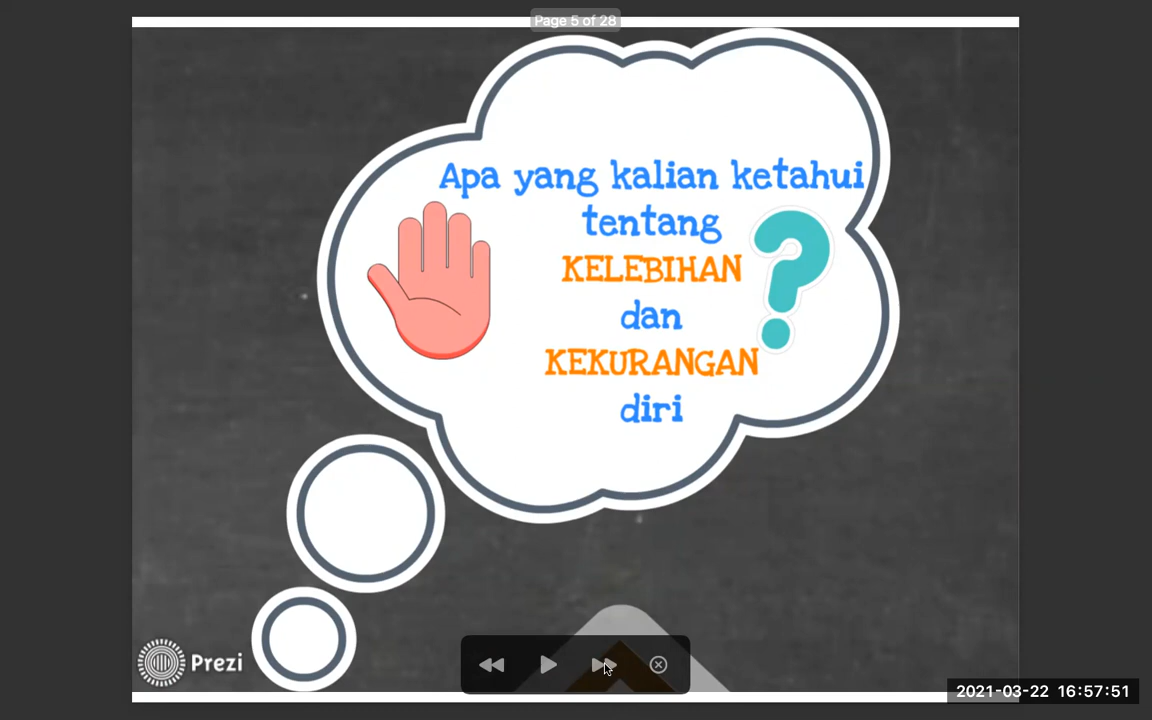 Page 5 of 28
Apa yang kalian ketahui
tentang
KELEBIHAN
dan
KEKURANGAN
diri
?
Prezi
2021-03-22 16:57:51